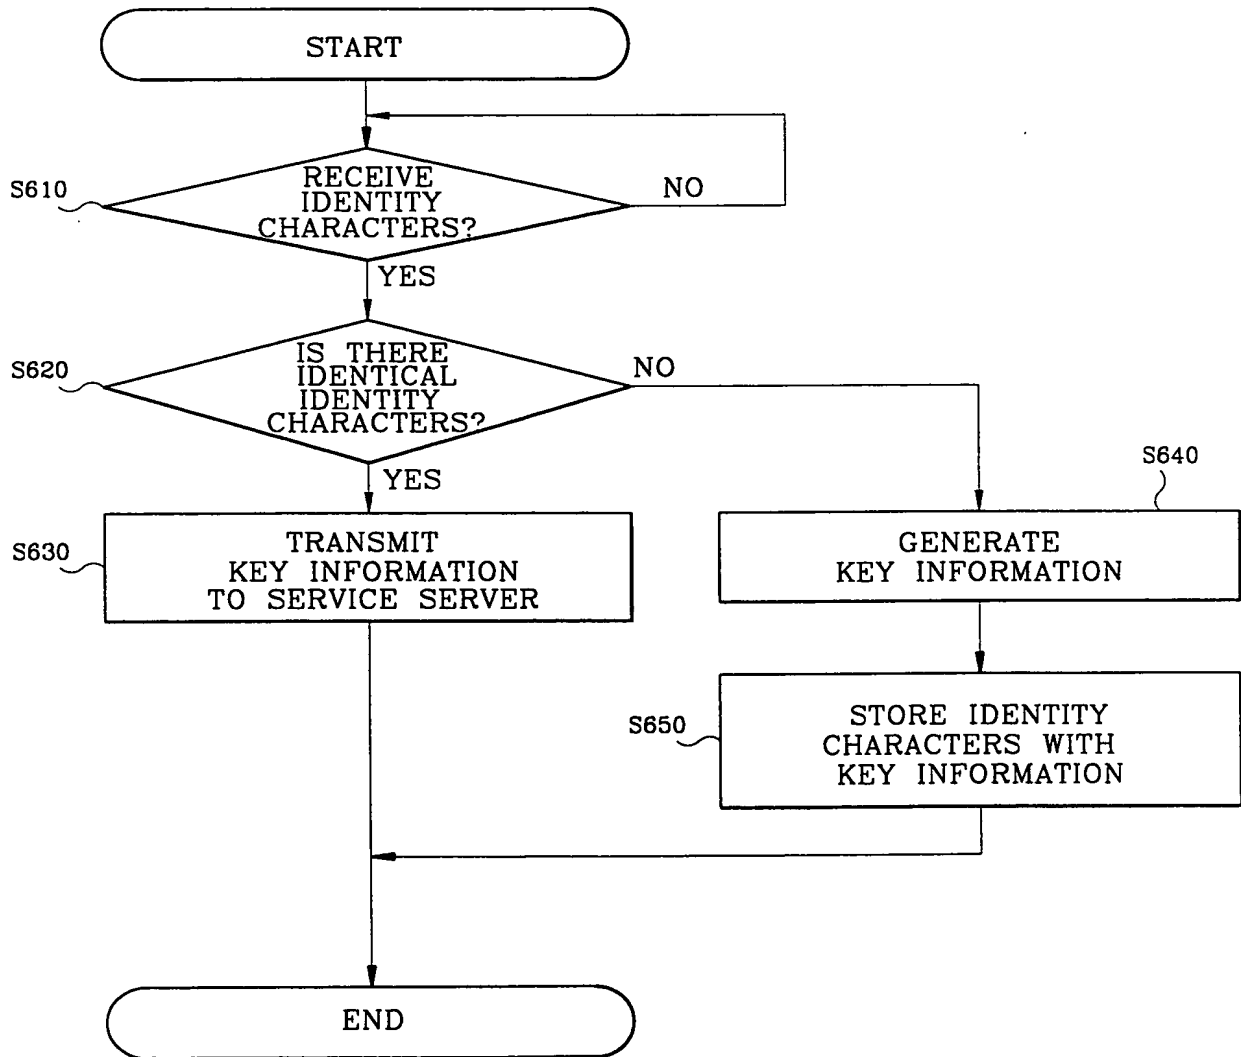 START
S610
RECEIVE
IDENTITY
CHARACTERS?
NO
YES
S620
IS THERE
IDENTICAL
IDENTITY
CHARACTERS?
NO
YES
S630
TRANSMIT
KEY INFORMATION
TO SERVICE SERVER
S640
GENERATE
KEY INFORMATION
S650
STORE IDENTITY
CHARACTERS WITH
KEY INFORMATION
END